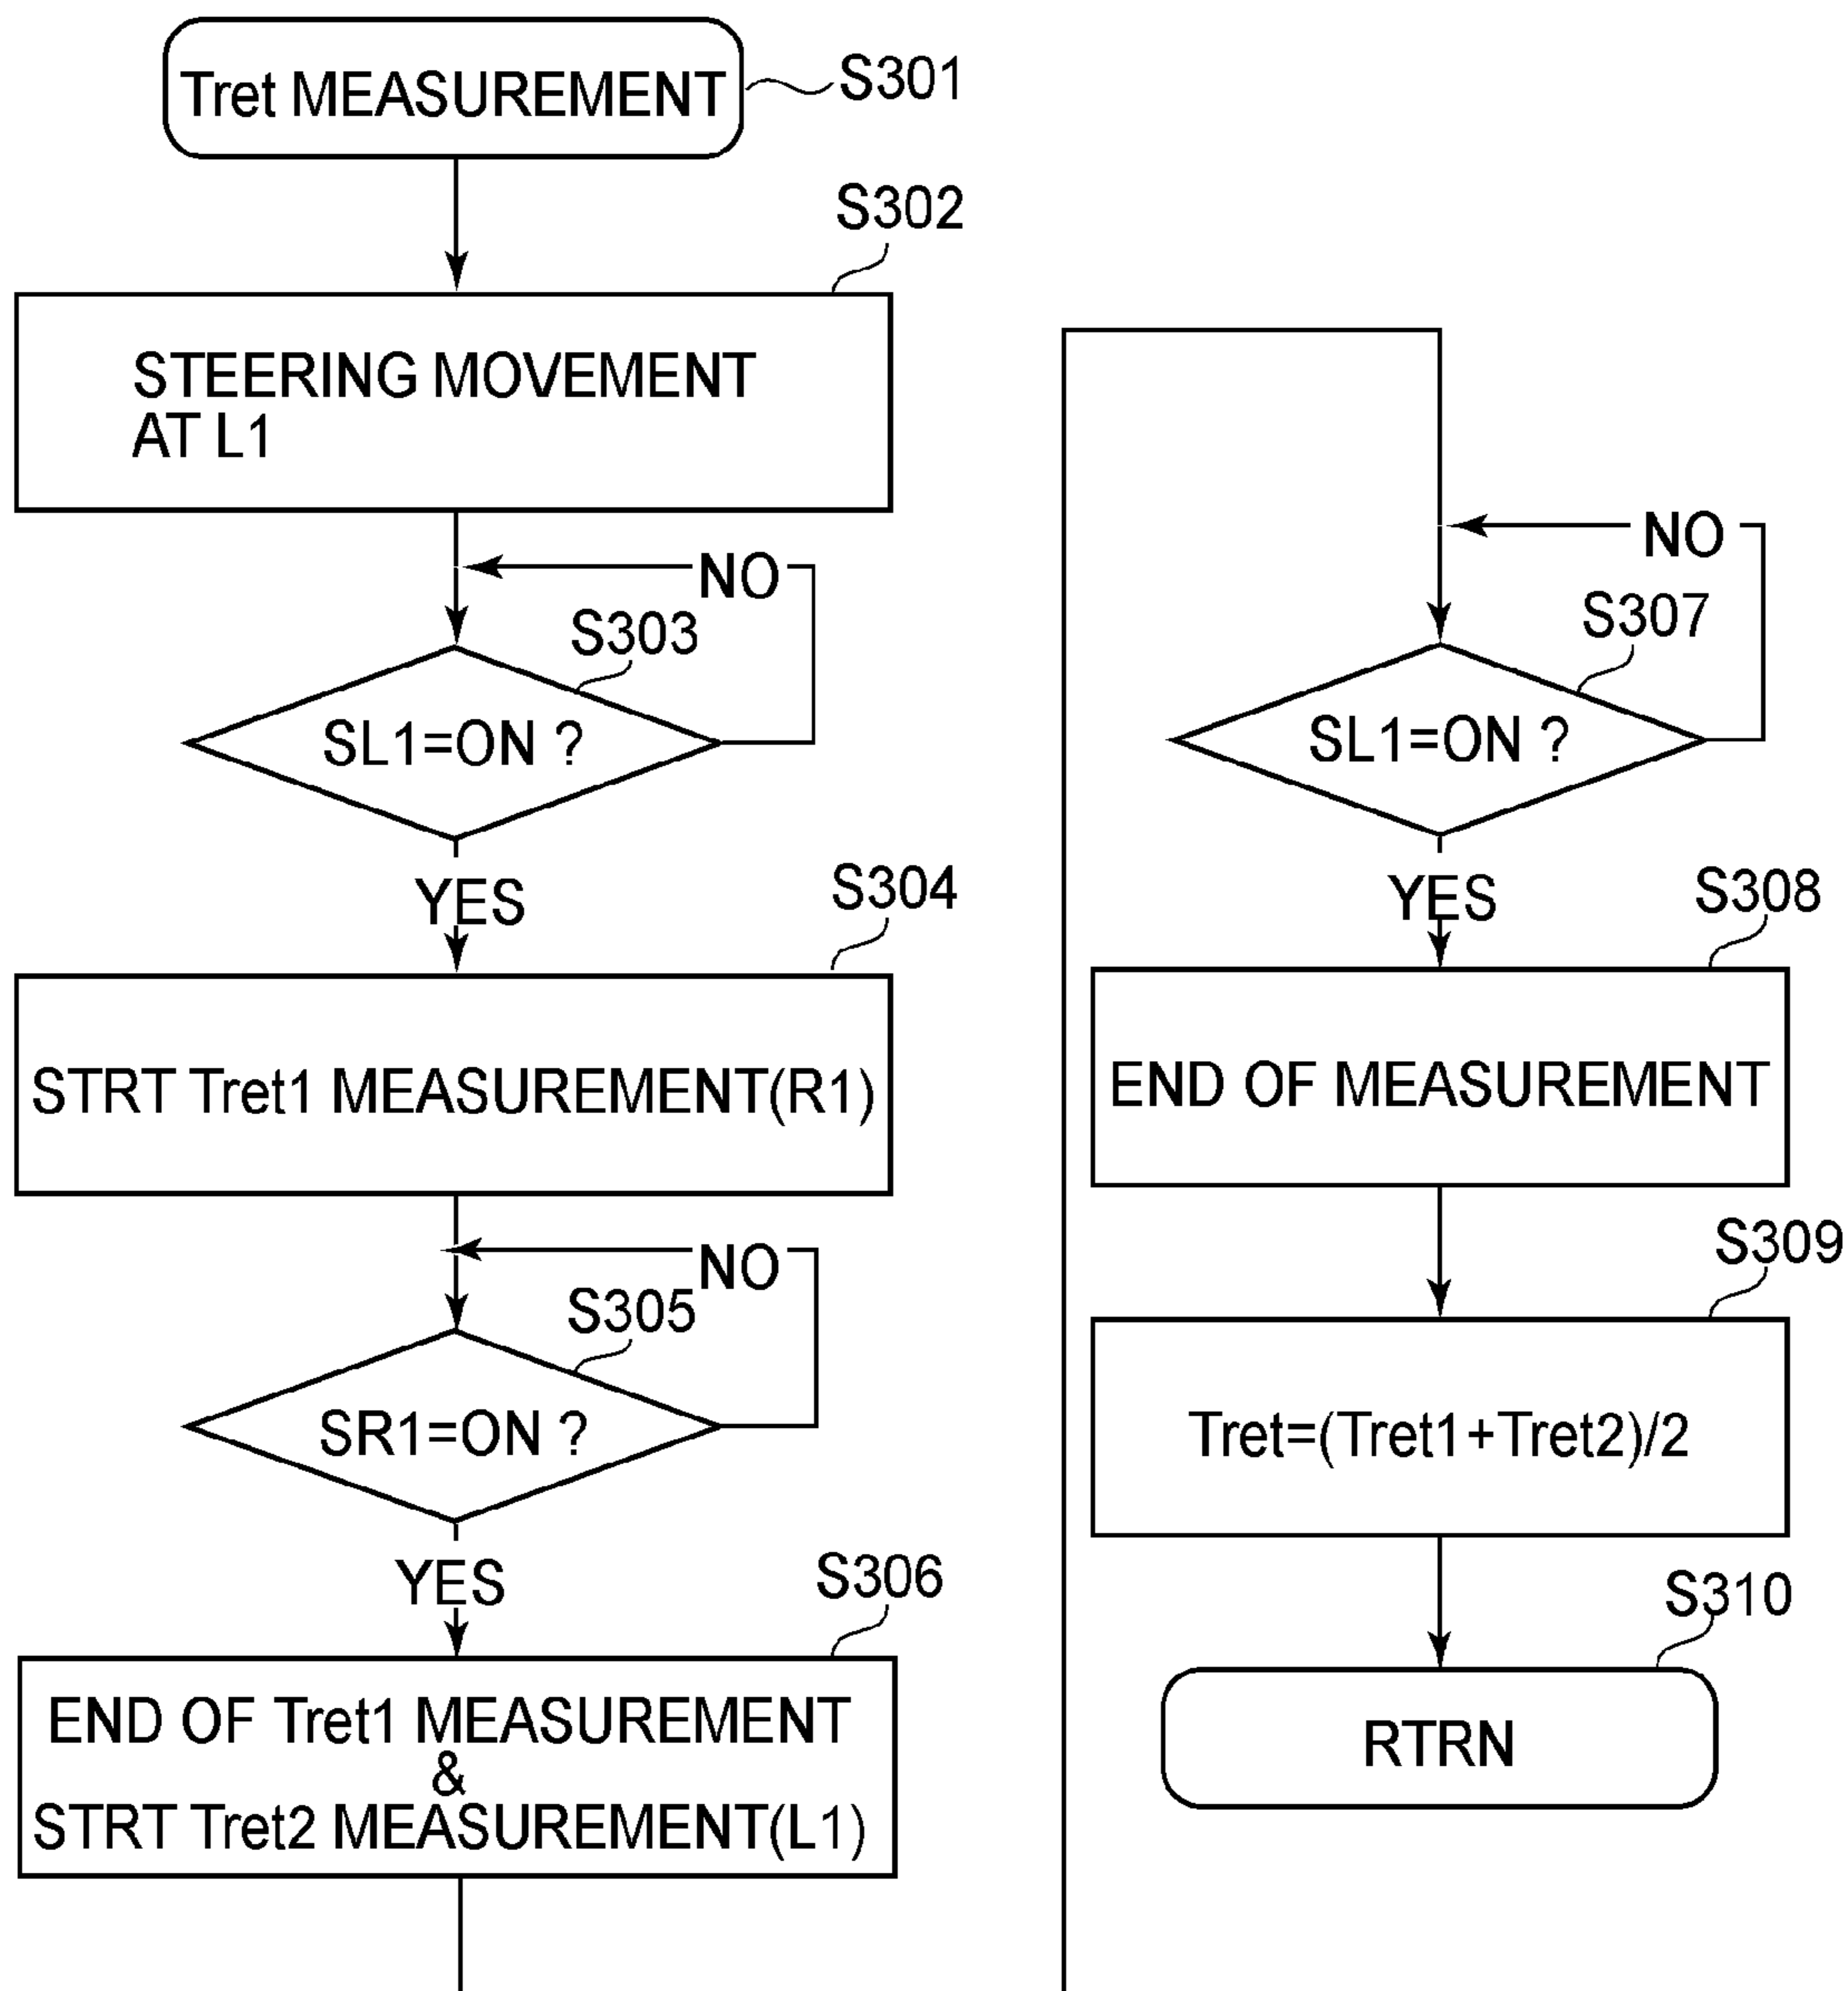 Tret MEASUREMENT
S301
S302
STEERING MOVEMENT
AT L1
NO
S303
SL1=ON ?
YES
S304
STRT Tret1 MEASUREMENT(R1)
NO
S305
SR1=ON ?
YES
S306
END OF Tret1 MEASUREMENT
&
STRT Tret2 MEASUREMENT(L1)
NO
S307
SL1=ON ?
YES
S308
END OF MEASUREMENT
S309
Tret=(Tret1+Tret2)/2
S310
RTRN